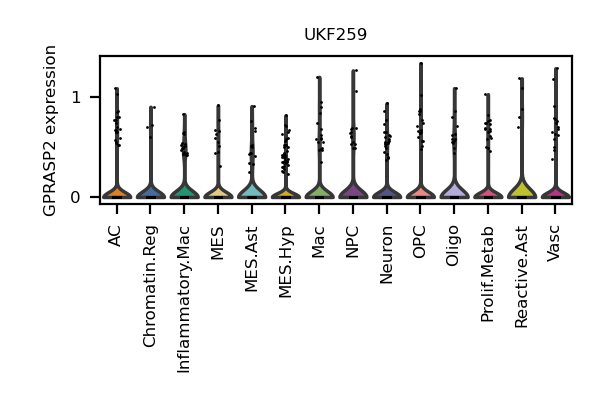 UKF259
GPRASP2 expression
1
0
AC
Chromatin.Reg
Inflammatory.Mac
MES
MES.Ast
MES.Hyp
Mac
NPC
Neuron
OPC
Oligo
Prolif.Metab
Reactive.Ast
Vasc